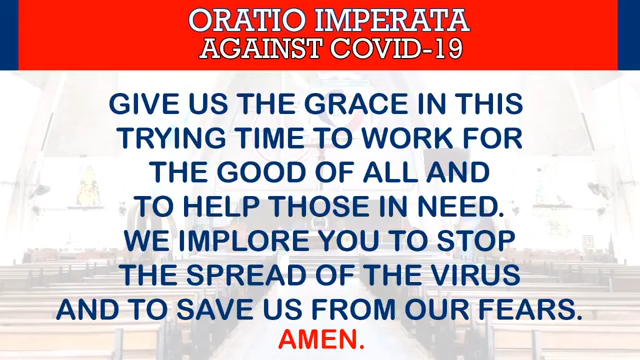 ORATIO IMPERATA
AGAINST COVID-19
GIVE US THE GRACE IN THIS
TRYING TIME TO WORK FOR
THE GOOD OF ALL AND
TO HELP THOSE IN NEED.
WE IMPLORE YOU TO STOP
THE SPREAD OF THE VIRUS
AND TO SAVE US FROM OUR FEARS.
AMEN.